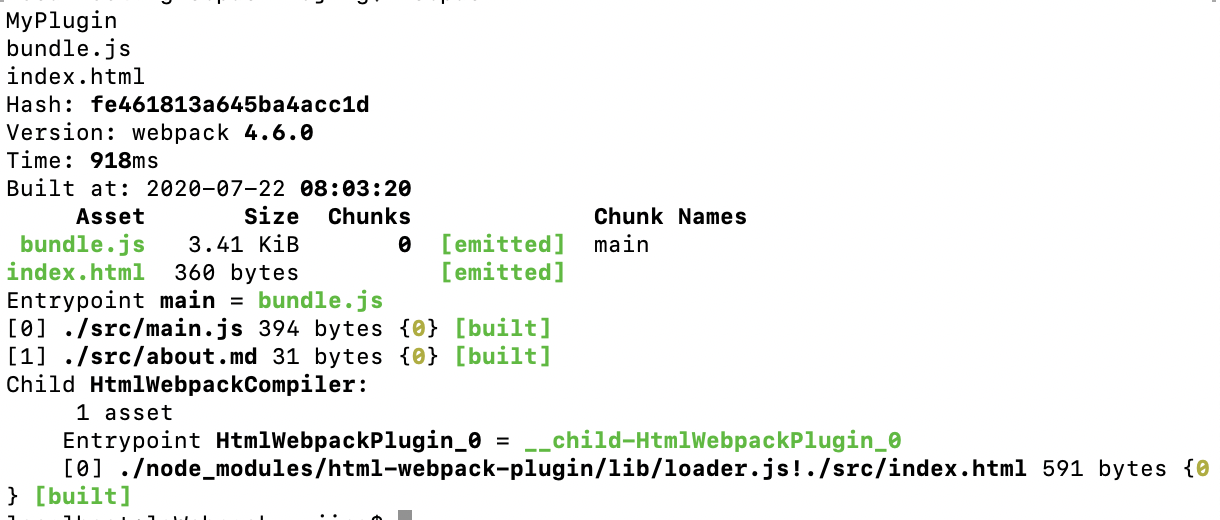 MyPlugin
bundle.js
index.html
Hash: fe461813a645ba4acc1d
Version: webpack 4.6.0
Time: 918ms
Built at: 2020-07-22 08:03:20
Asset Size Chunks Chunk Names
bundle.js 3.41 KiB 0 [emitted] main
index.html 360 bytes [emitted]
Entrypoint main = bundle.js
[0] ./src/main.js 394 bytes {0} [built]
[1] ./src/about.md 31 bytes {0} [built]
Child HtmlWebpackCompiler:
1 asset
Entrypoint HtmlWebpackPlugin_0 = __child-HtmlWebpackPlugin_0
[0] ./node_modules/html-webpack-plugin/lib/loader.js!./src/index.html 591 bytes {0
} [built]